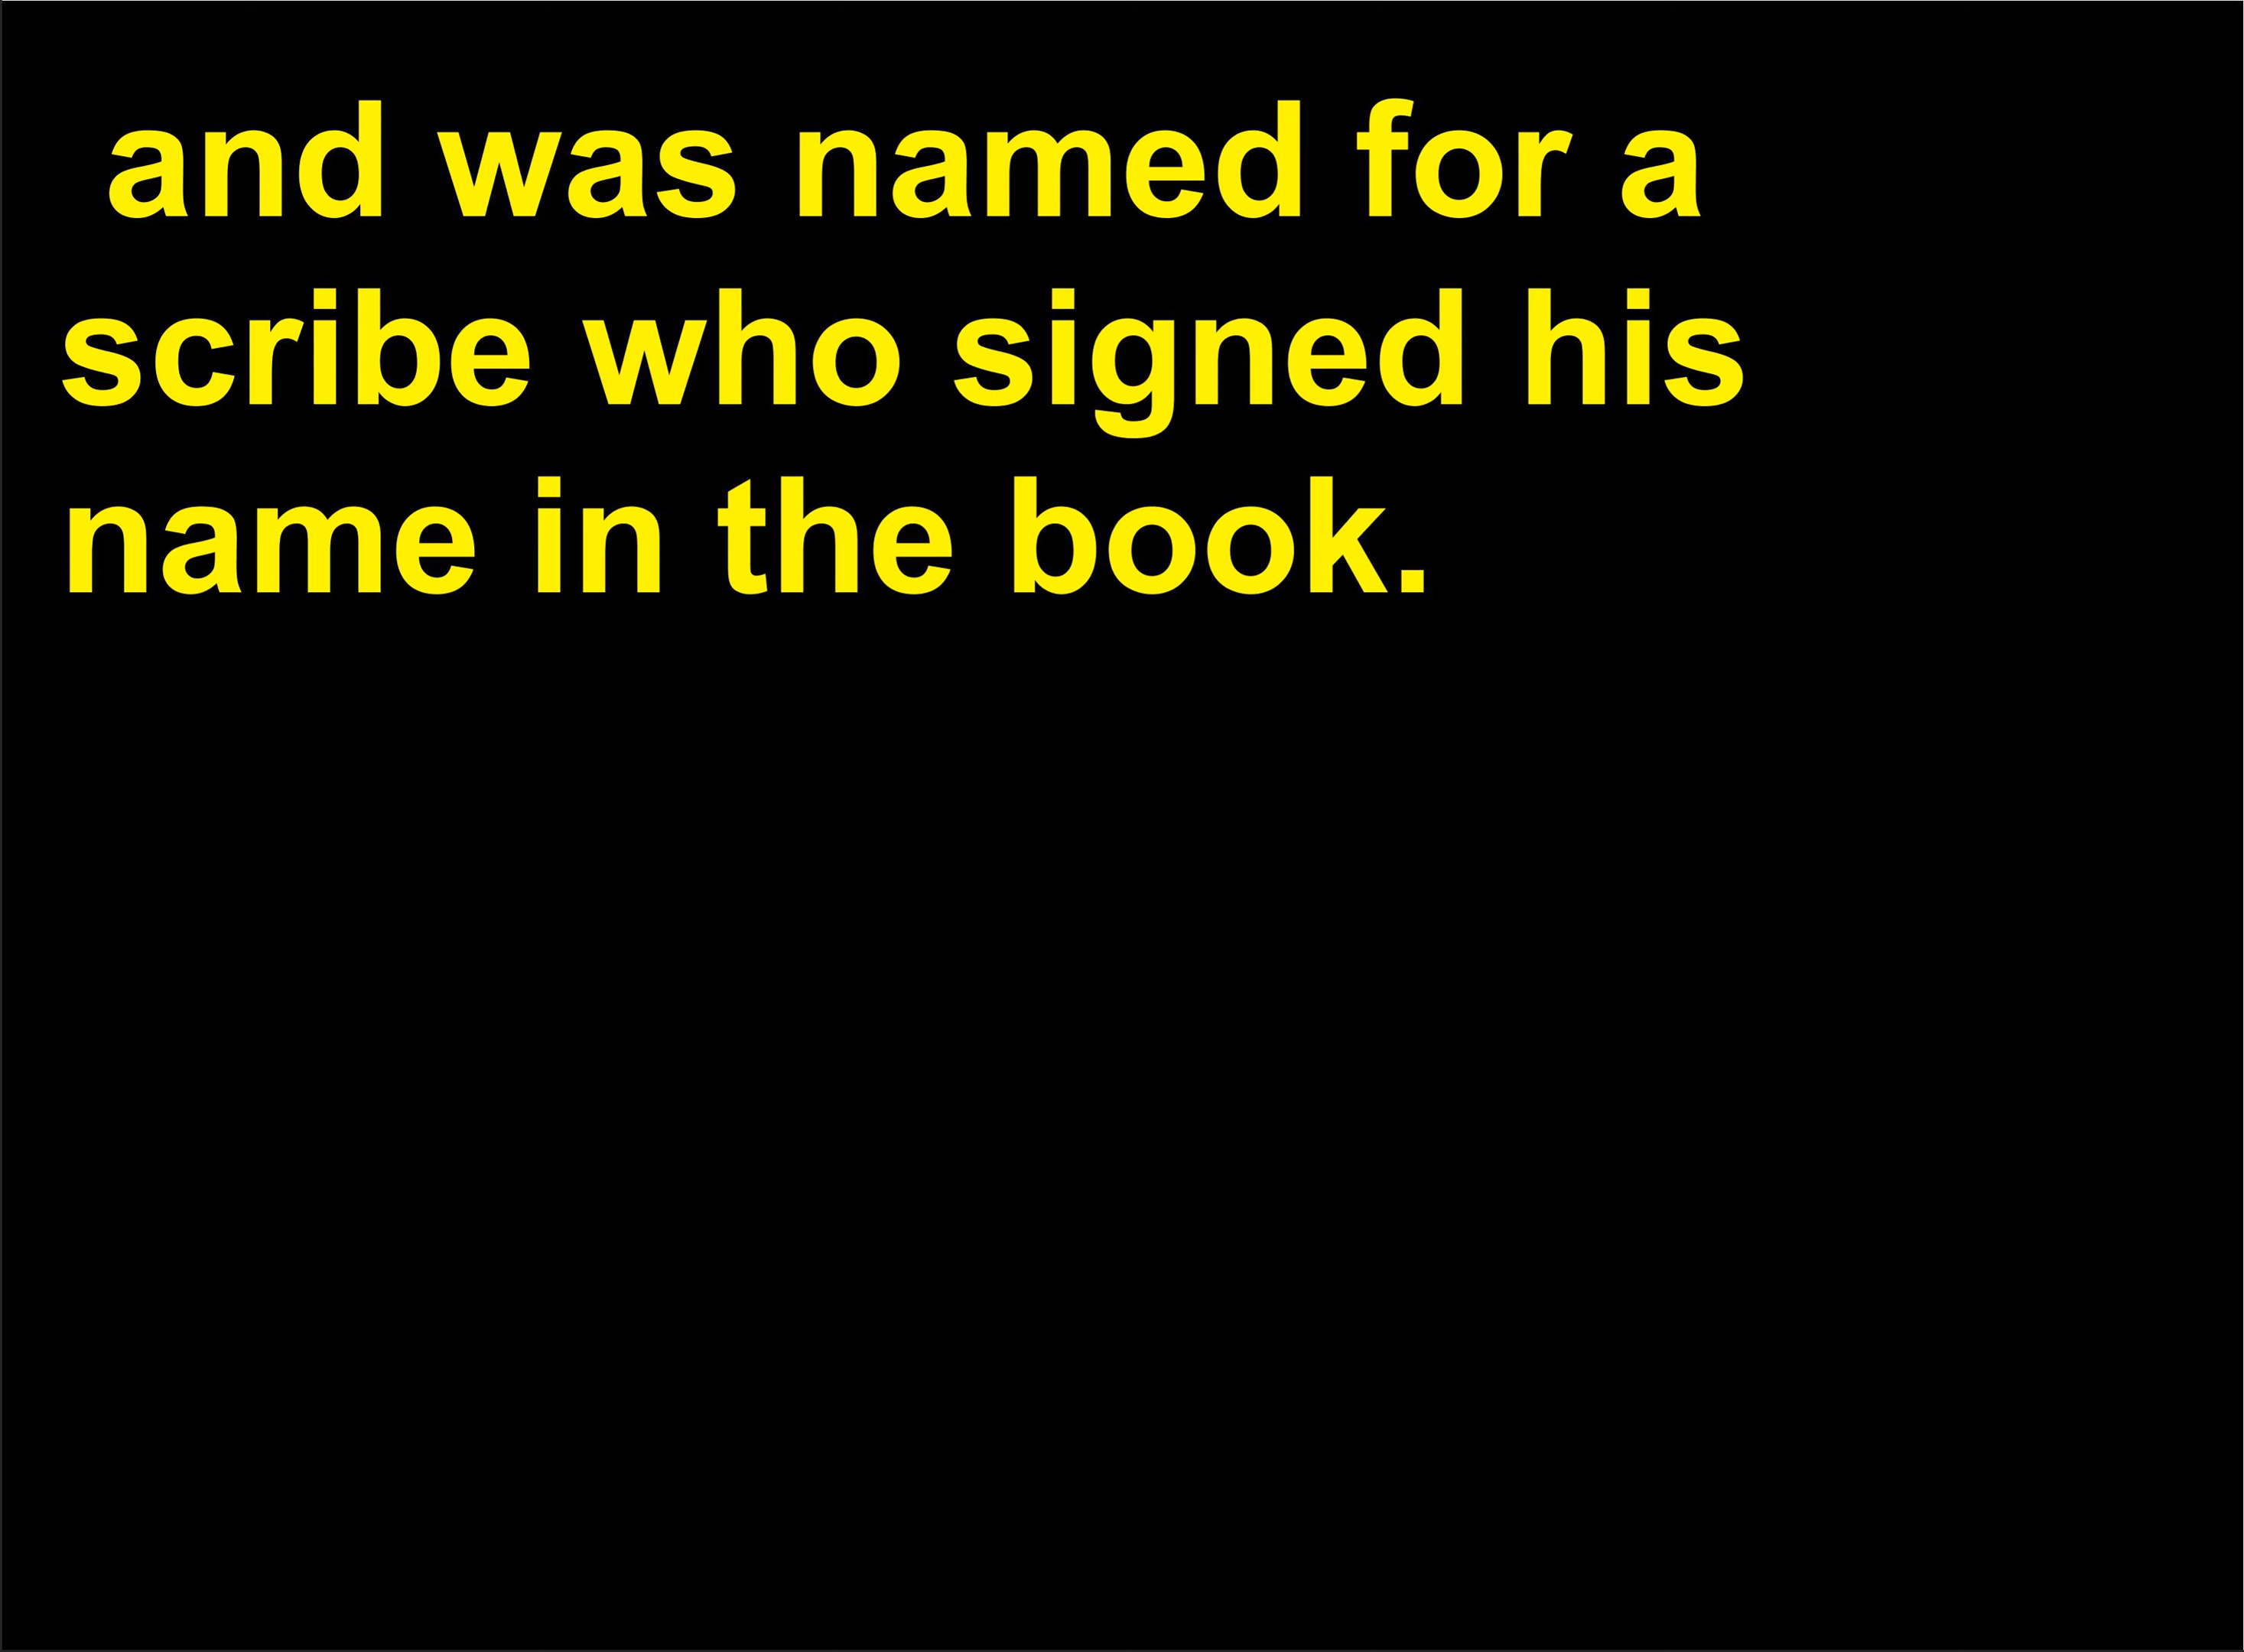 and was named for a
scribe who signed his
name in the book.